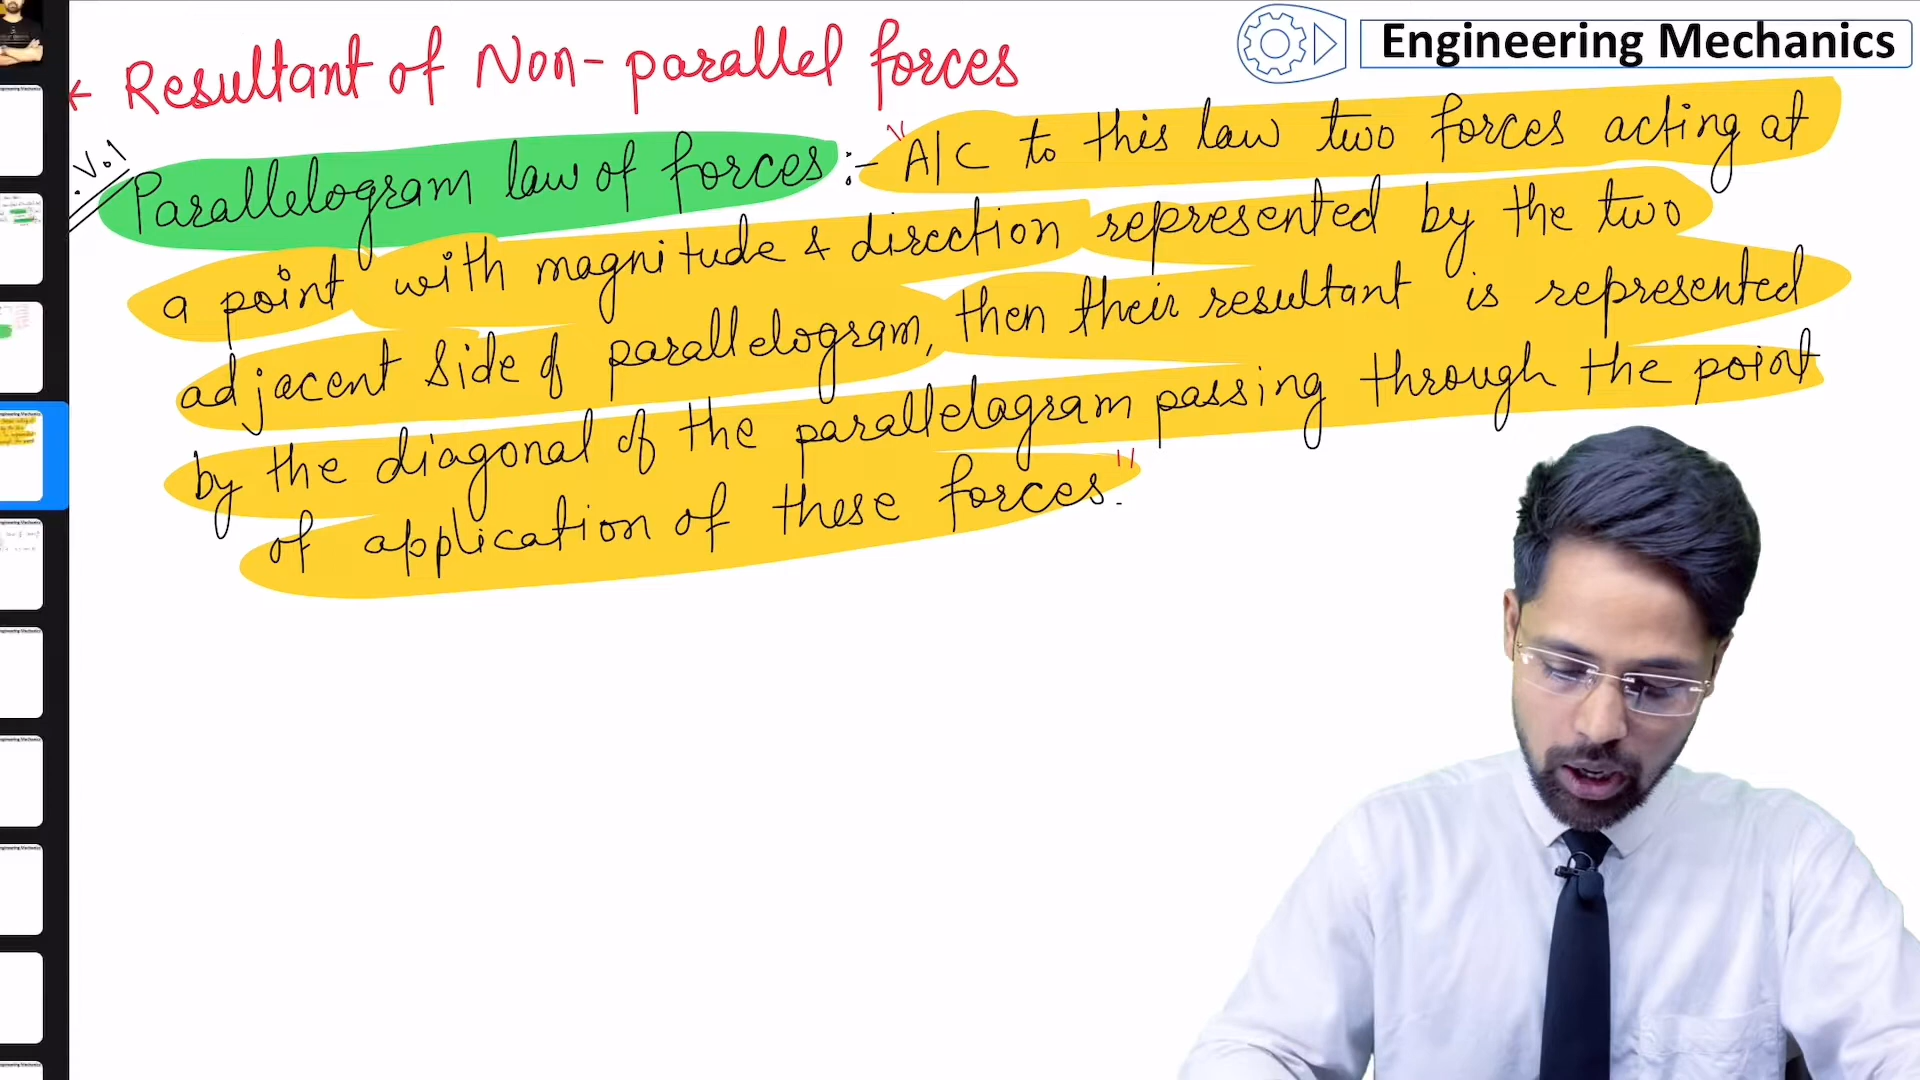 Engineering Mechanics
Resultant of Non-parallel forces
V.I
Parallelogram law of forces :- "A/C to this law two forces acting at
a point with magnitude & direction represented by the two
adjacent side of parallelogram, then their resultant is represented
by the diagonal of the parallelagram passing through the point
of application of these forces."